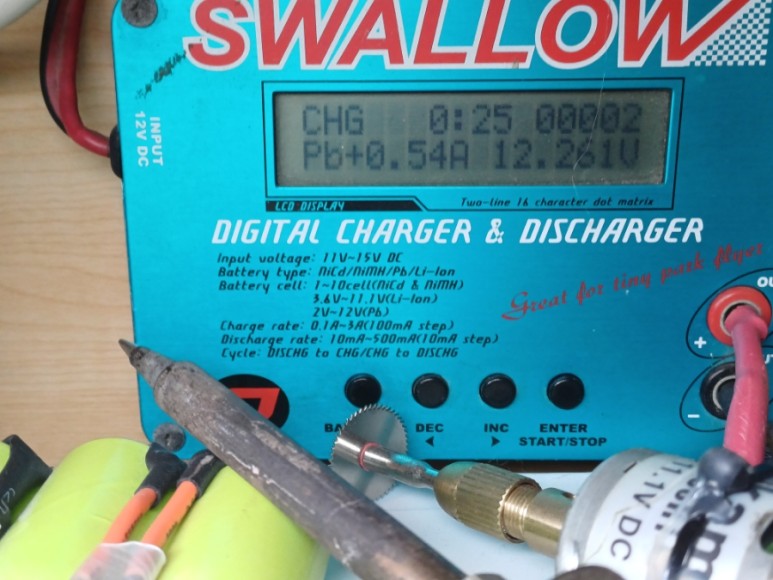 SWALLOW
INPUT
12V DC
CHG 0:25 00002
Pb+0.54A 12.261V
LCD DISPLAY
Two-line 16 character dot matrix
DIGITAL CHARGER & DISCHARGER
Input voltage: 11V~15V DC
Battery type: NiCd/NiMH/Pb/Li-Ion
Battery cell: 1~10cell(NiCd & NiMH)
3.6V~11.1V(Li-Ion)
2V~12V(Pb)
Charge rate: 0.1A~3A(100mA step)
Discharge rate: 10mA~500mA(10mA step)
Cycle: DISCHG to CHG/CHG to DISCHG
Great for tiny park flyer
+
-
DEC
INC
ENTER
START/STOP
11.1V DC